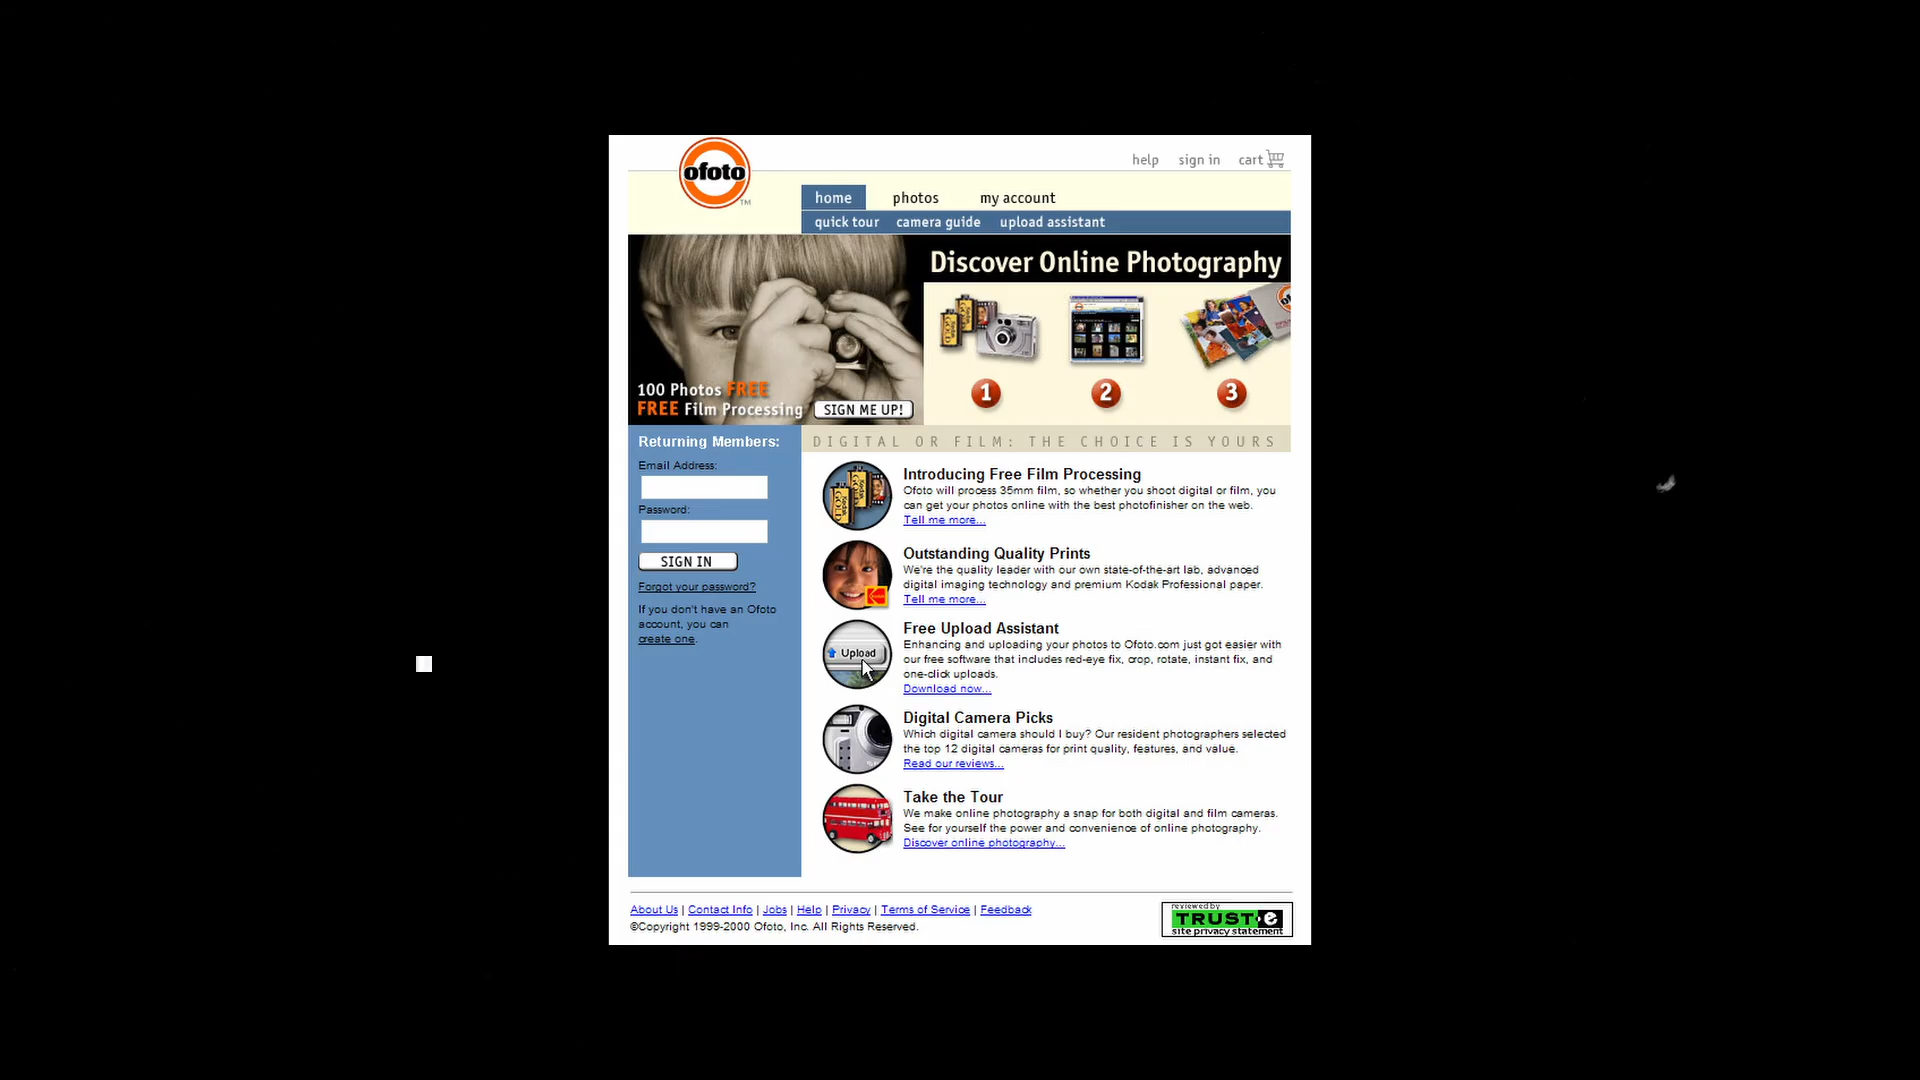 ofoto
TM
help sign in cart
home photos my account
quick tour camera guide upload assistant
Discover Online Photography
100 Photos FREE
FREE Film Processing
SIGN ME UP!
1 2 3
Returning Members:
Email Address:
Password:
SIGN IN
Forgot your password?
If you don't have an Ofoto
account, you can
create one.
DIGITAL OR FILM: THE CHOICE IS YOURS
Introducing Free Film Processing
Ofoto will process 35mm film, so whether you shoot digital or film, you
can get your photos online with the best photofinisher on the web.
Tell me more...
Outstanding Quality Prints
We're the quality leader with our own state-of-the-art lab, advanced
digital imaging technology and premium Kodak Professional paper.
Tell me more...
Upload
Free Upload Assistant
Enhancing and uploading your photos to Ofoto.com just got easier with
our free software that includes red-eye fix, crop, rotate, instant fix, and
one-click uploads.
Download now...
Digital Camera Picks
Which digital camera should I buy? Our resident photographers selected
the top 12 digital cameras for print quality, features, and value.
Read our reviews...
Take the Tour
We make online photography a snap for both digital and film cameras.
See for yourself the power and convenience of online photography.
Discover online photography...
About Us | Contact Info | Jobs | Help | Privacy | Terms of Service | Feedback
©Copyright 1999-2000 Ofoto, Inc. All Rights Reserved.
reviewed by
TRUST·e
site privacy statement